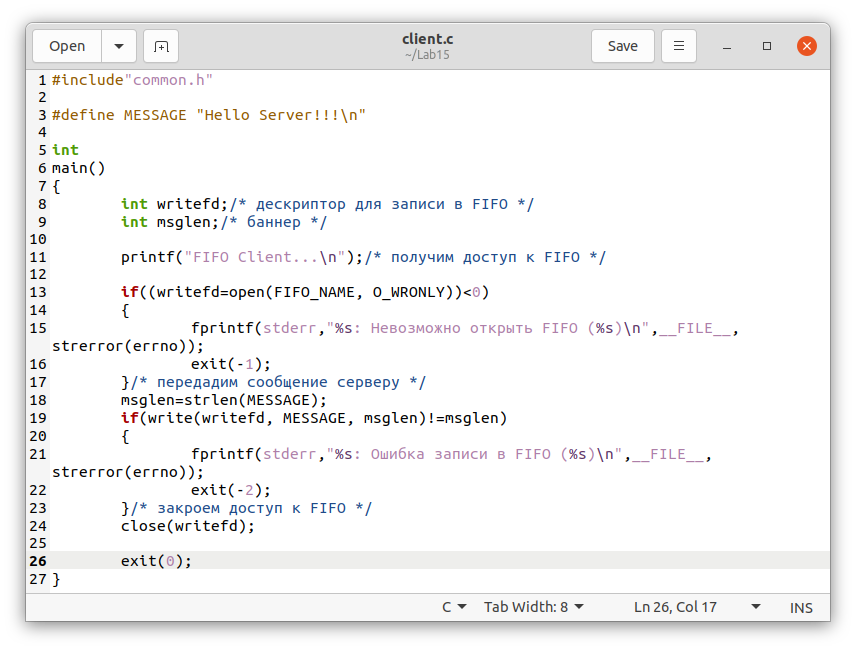 Open
client.c
~/Lab15
Save
1 #include"common.h"
2
3 #define MESSAGE "Hello Server!!!\n"
4
5 int
6 main()
7 {
8 int writefd;/* дескриптор для записи в FIFO */
9 int msglen;/* баннер */
10
11 printf("FIFO Client...\n");/* получим доступ к FIFO */
12
13 if((writefd=open(FIFO_NAME, O_WRONLY))<0)
14 {
15 fprintf(stderr,"%s: Невозможно открыть FIFO (%s)\n",__FILE__,
strerror(errno));
16 exit(-1);
17 }/* передадим сообщение серверу */
18 msglen=strlen(MESSAGE);
19 if(write(writefd, MESSAGE, msglen)!=msglen)
20 {
21 fprintf(stderr,"%s: Ошибка записи в FIFO (%s)\n",__FILE__,
strerror(errno));
22 exit(-2);
23 }/* закроем доступ к FIFO */
24 close(writefd);
25
26 exit(0);
27 }
C Tab Width: 8 Ln 26, Col 17 INS